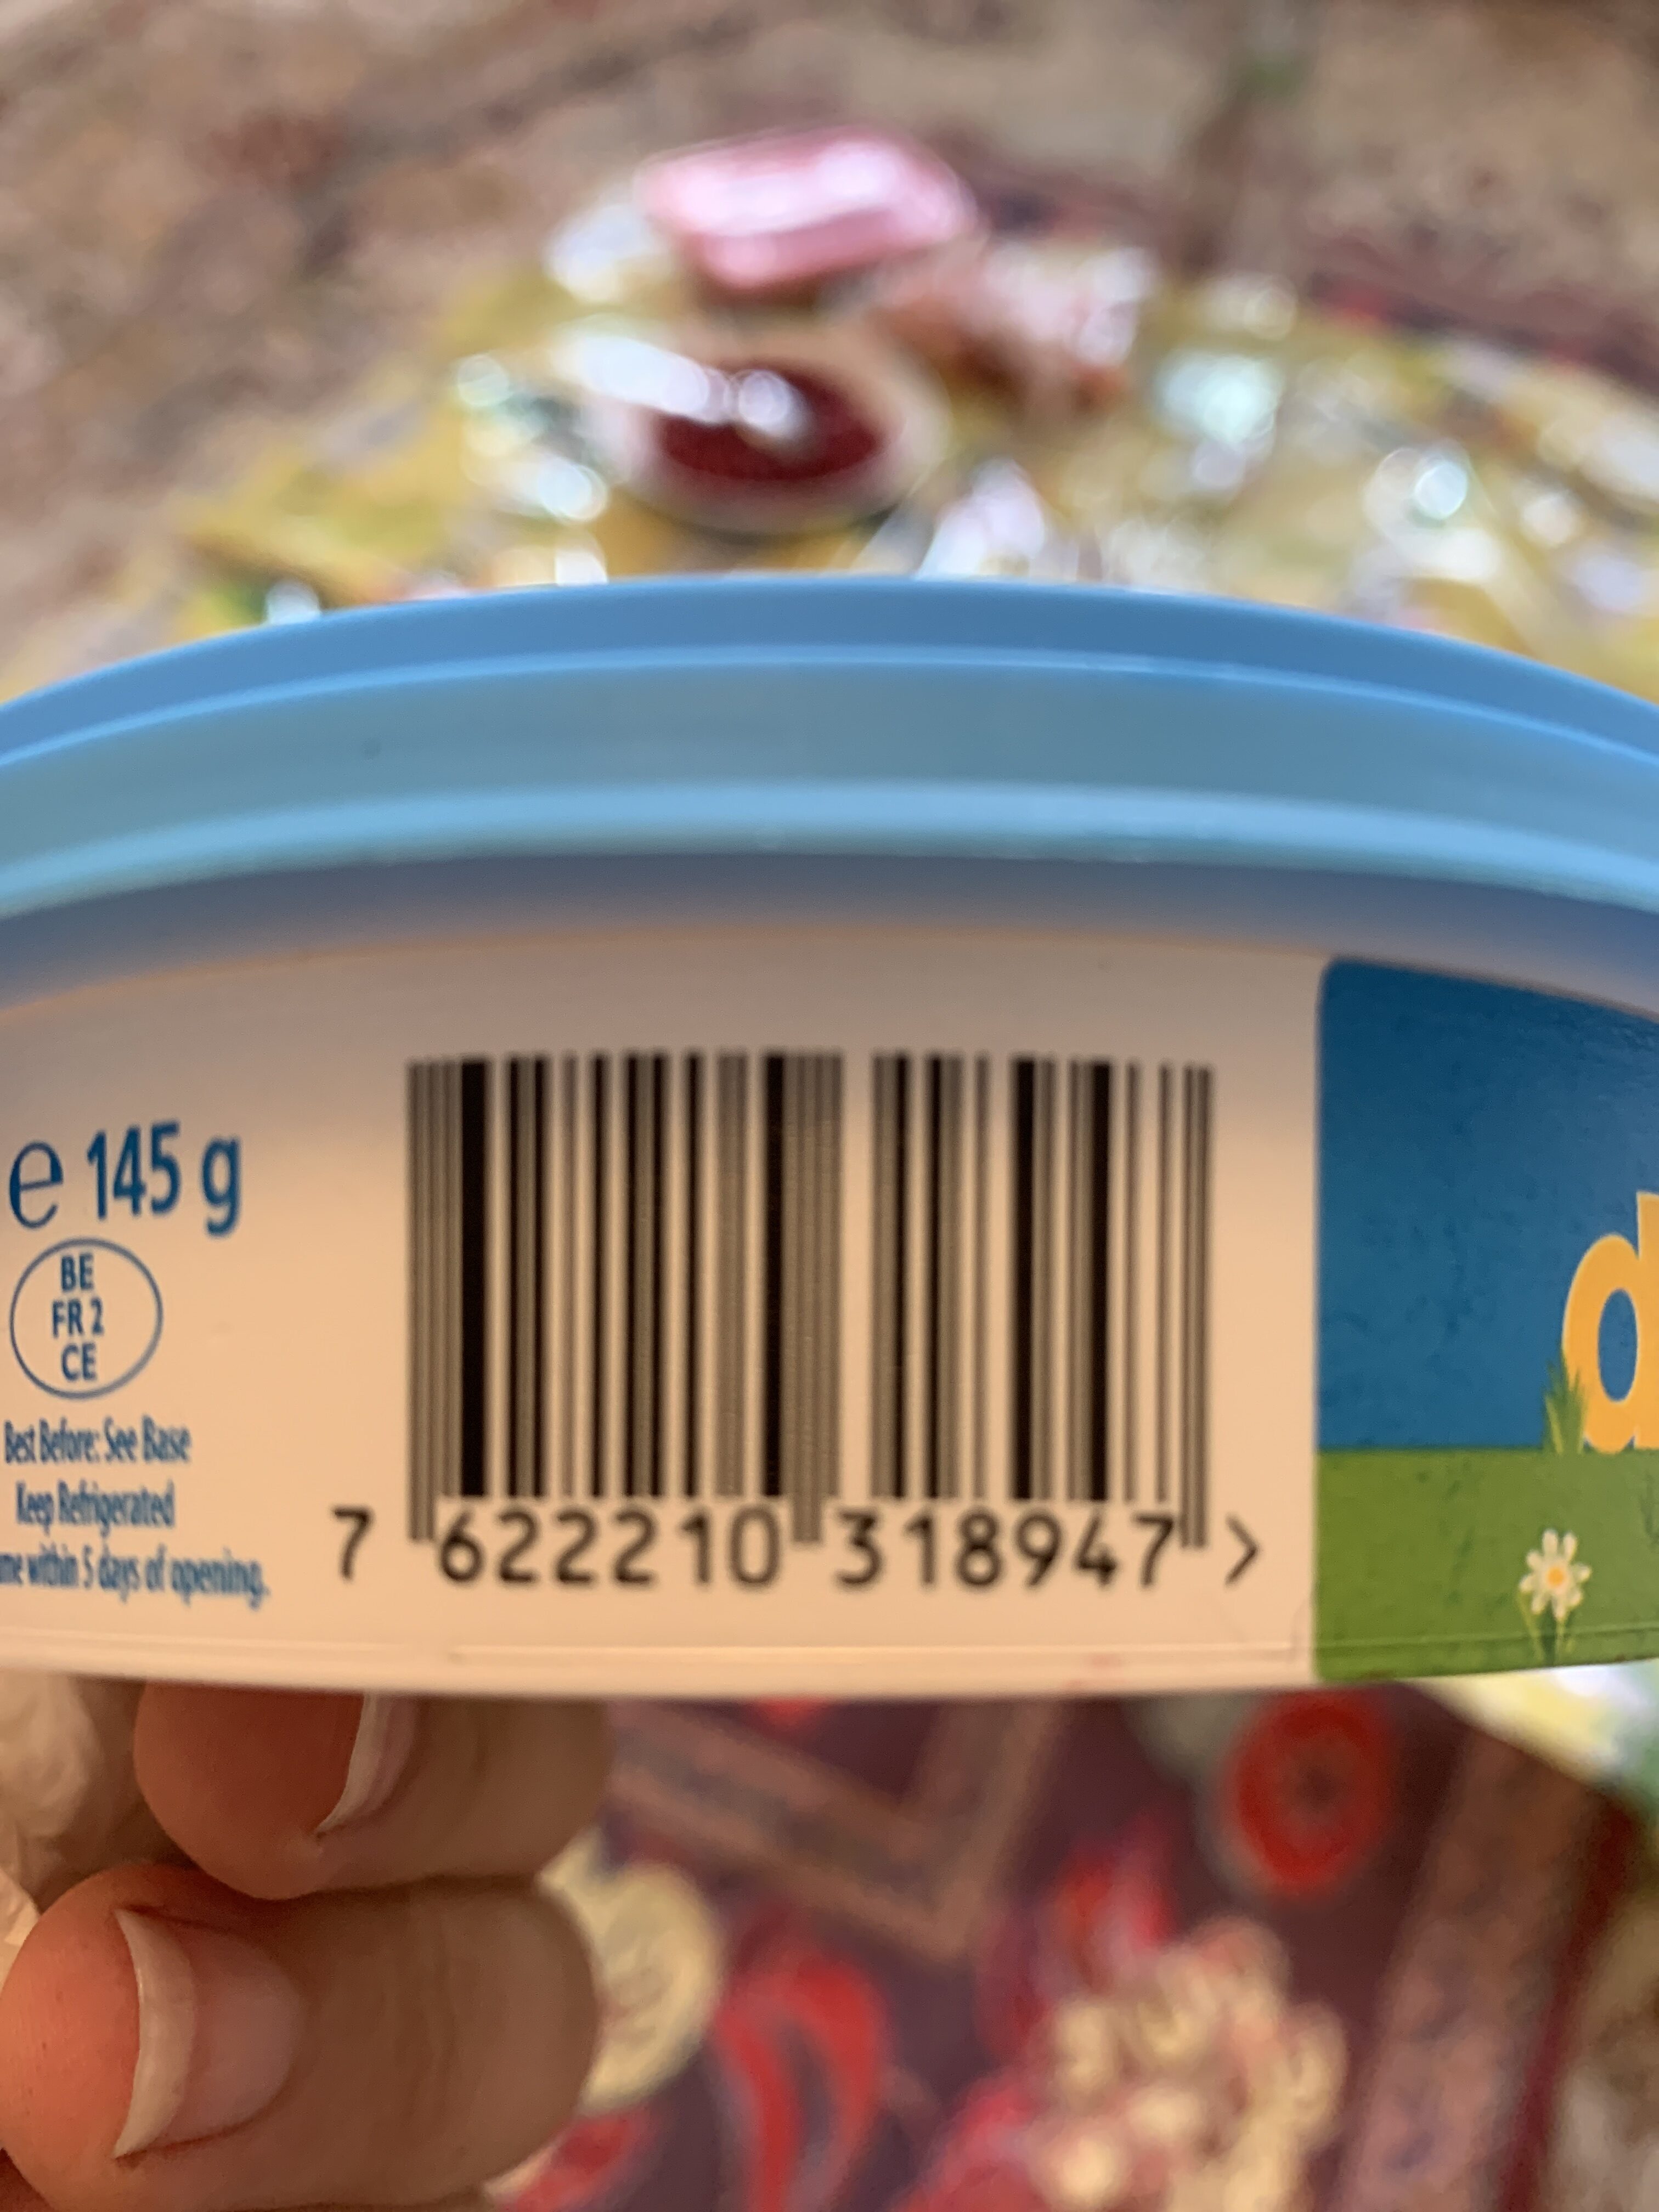 e 145 g
BE
FR 2
CE
Best Before: See Base
Keep Refrigerated
me within 5 days of opening.
7 622210 318947 >
d